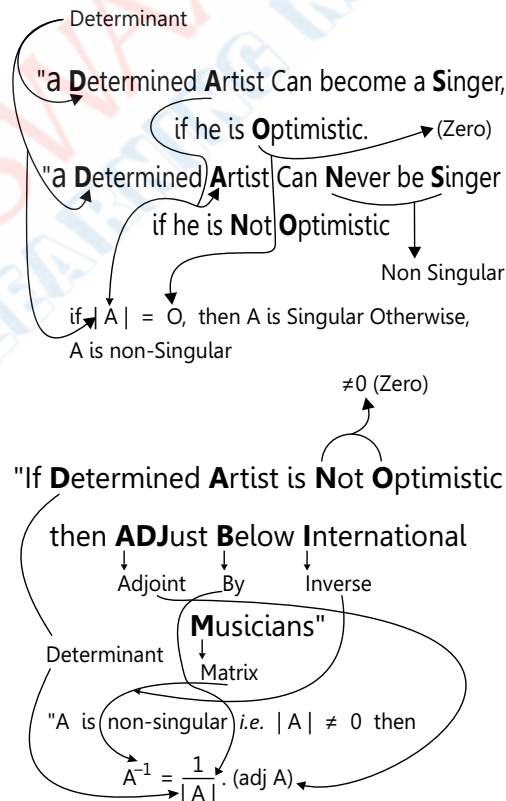 Determinant
"a Determined Artist Can become a Singer,
if he is Optimistic.
(Zero)
"a Determined Artist Can Never be Singer
if he is Not Optimistic
Non Singular
if | A | = O, then A is Singular Otherwise,
A is non-Singular
≠0 (Zero)
"If Determined Artist is Not Optimistic
then ADJust Below International
Adjoint By Inverse
Musicians"
Determinant
Matrix
"A is non-singular i.e. | A | ≠ 0 then
A⁻¹ = 1/| A | . (adj A)